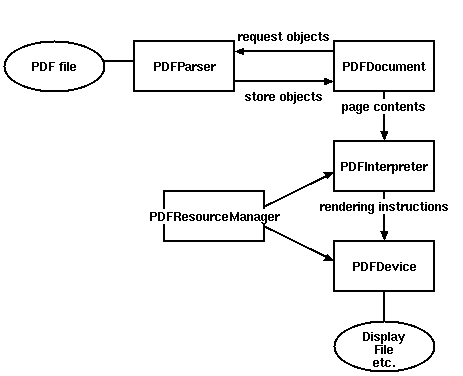 request objects
PDF file
PDFParser
PDFDocument
store objects
page contents
PDFInterpreter
rendering instructions
PDFResourceManager
PDFDevice
Display
File
etc.